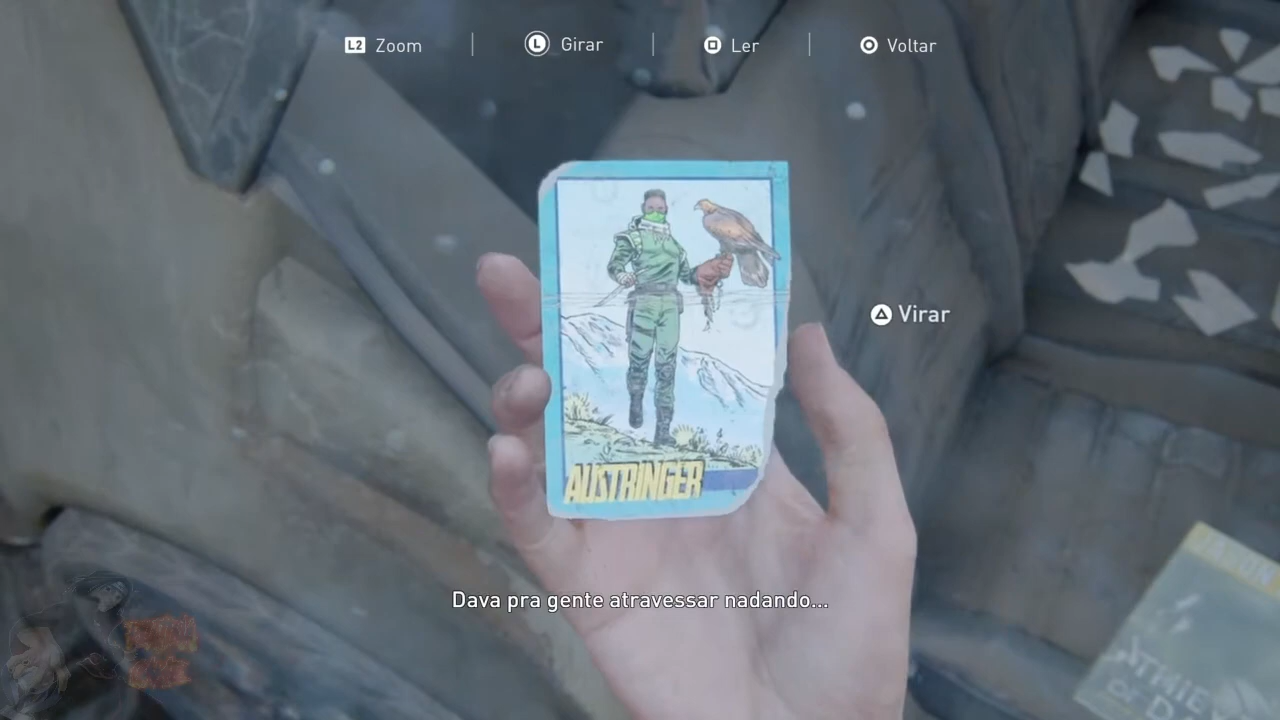 L2 Zoom
L Girar
Ler
Voltar
Virar
AUSTRINGER
Dava pra gente atravessar nadando...